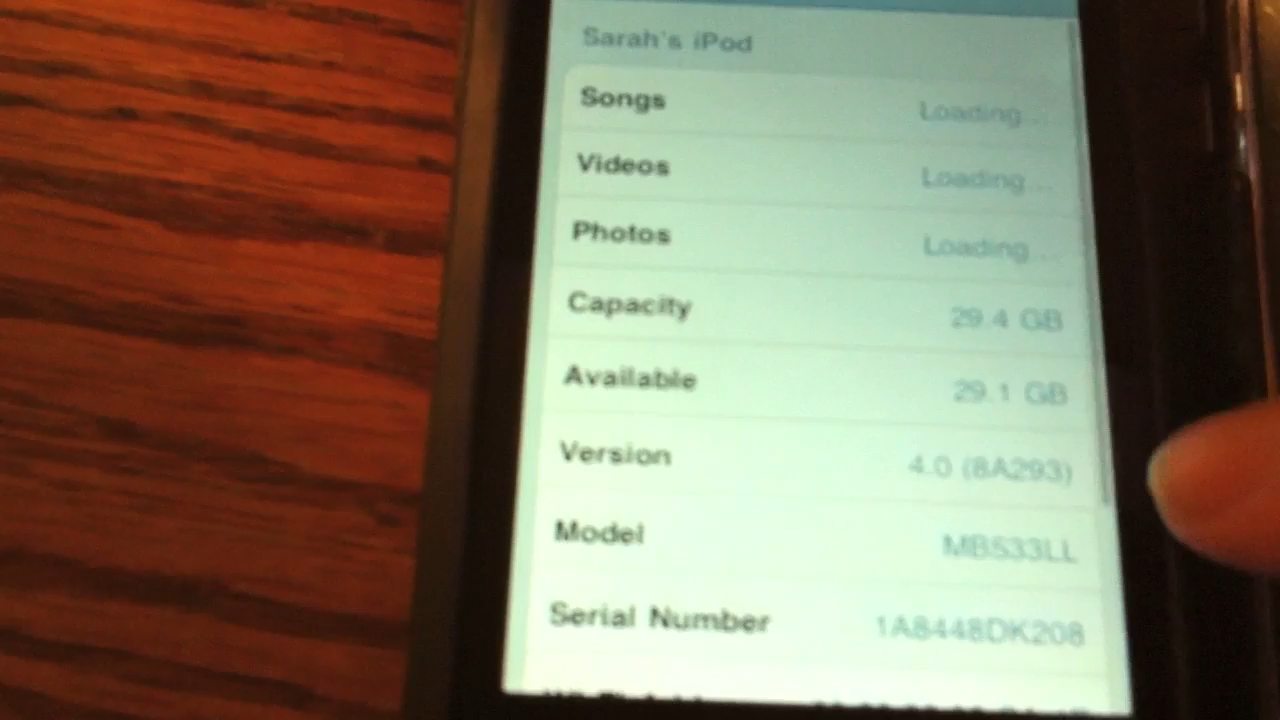 Sarah's iPod
Songs Loading...
Videos Loading...
Photos Loading...
Capacity 29.4 GB
Available 29.1 GB
Version 4.0 (8A293)
Model MB533LL
Serial Number 1A8448DK208